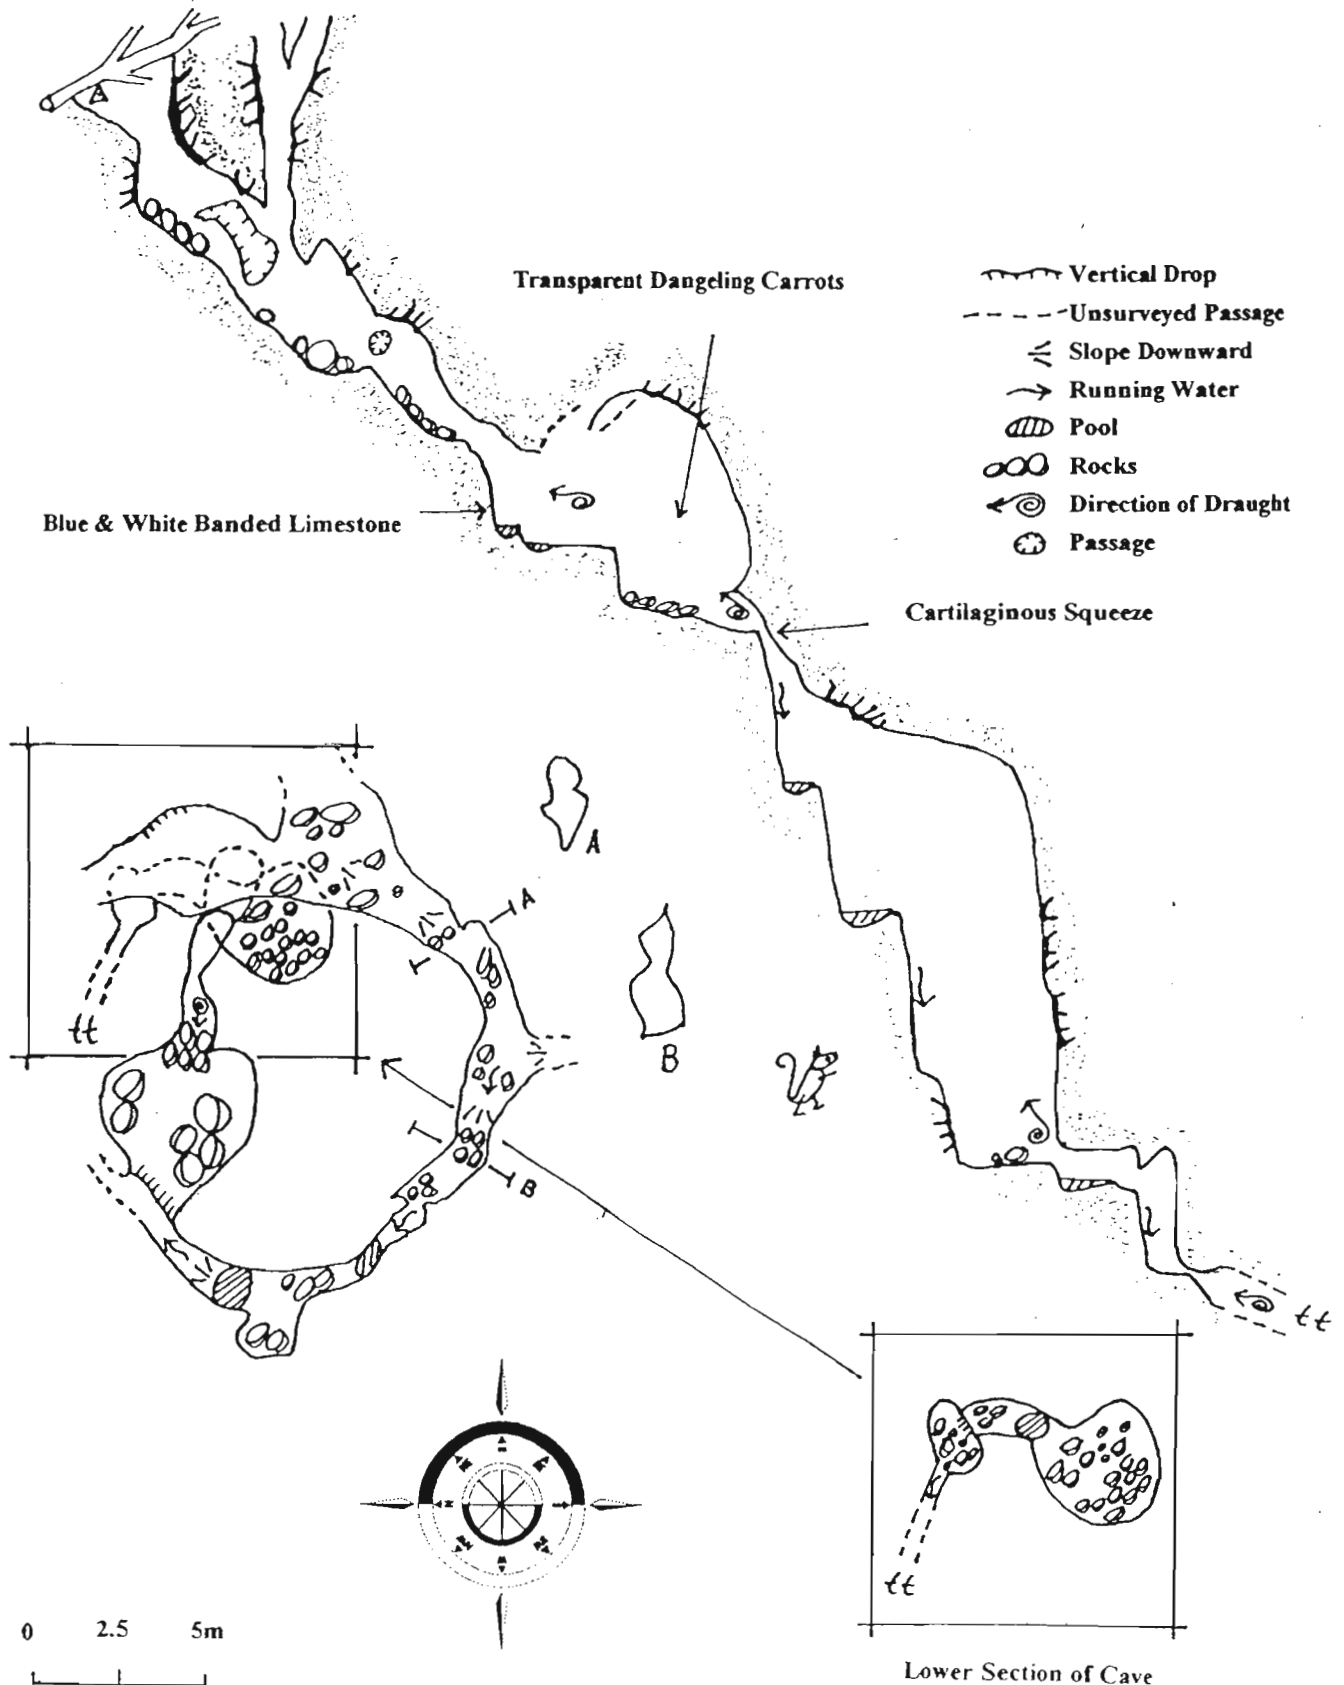 Transparent Dangeling Carrots
Vertical Drop
Unsurveyed Passage
Slope Downward
Running Water
Pool
Rocks
Direction of Draught
Passage
Blue & White Banded Limestone
Cartilaginous Squeeze
A
A
B
B
tt
tt
tt
0 2.5 5m
Lower Section of Cave